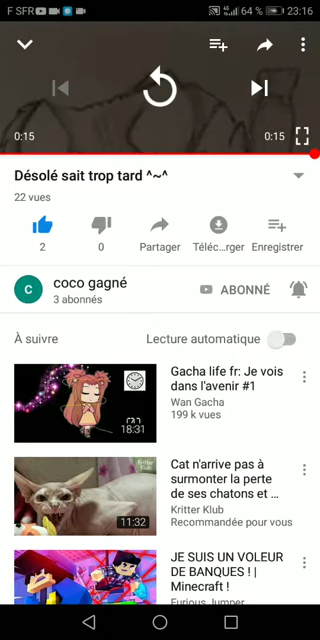 F SFR 64 % 23:16
0:15 0:15
Désolé sait trop tard ^~^
22 vues
2 0 Partager Téléc...rger Enregistrer
C coco gagné ABONNÉ
3 abonnés
À suivre Lecture automatique
Gacha life fr: Je vois
dans l'avenir #1
Wan Gacha
199 k vues
18:31
Cat n'arrive pas à
surmonter la perte
de ses chatons et ...
Kritter Klub
Recommandée pour vous
Kritter Klub
11:32
JE SUIS UN VOLEUR
DE BANQUES ! |
Minecraft !
Furious Jumper